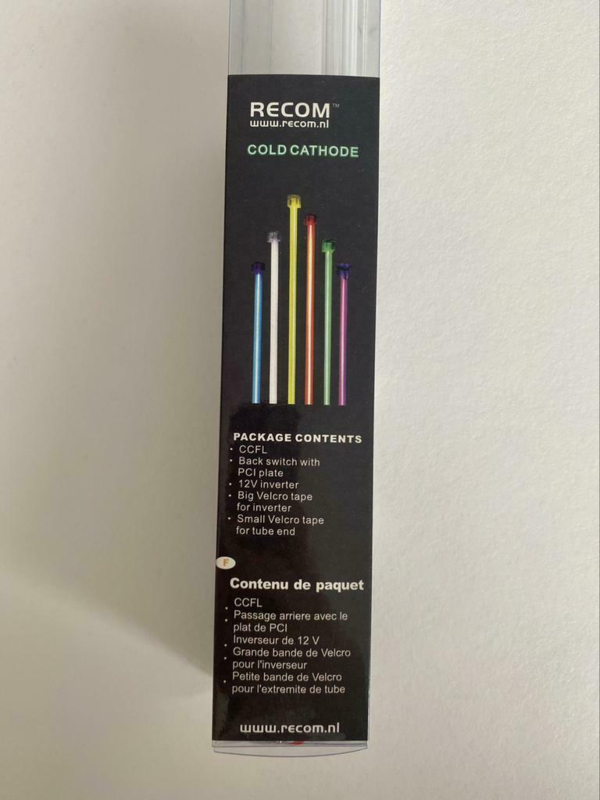 RECOM™
www.recom.nl
COLD CATHODE
PACKAGE CONTENTS
• CCFL
• Back switch with
PCI plate
• 12V inverter
• Big Velcro tape
for inverter
• Small Velcro tape
for tube end
F
Contenu de paquet
• CCFL
• Passage arriere avec le
plat de PCI
• Inverseur de 12 V
• Grande bande de Velcro
pour l'inverseur
• Petite bande de Velcro
pour l'extremite de tube
www.recom.nl